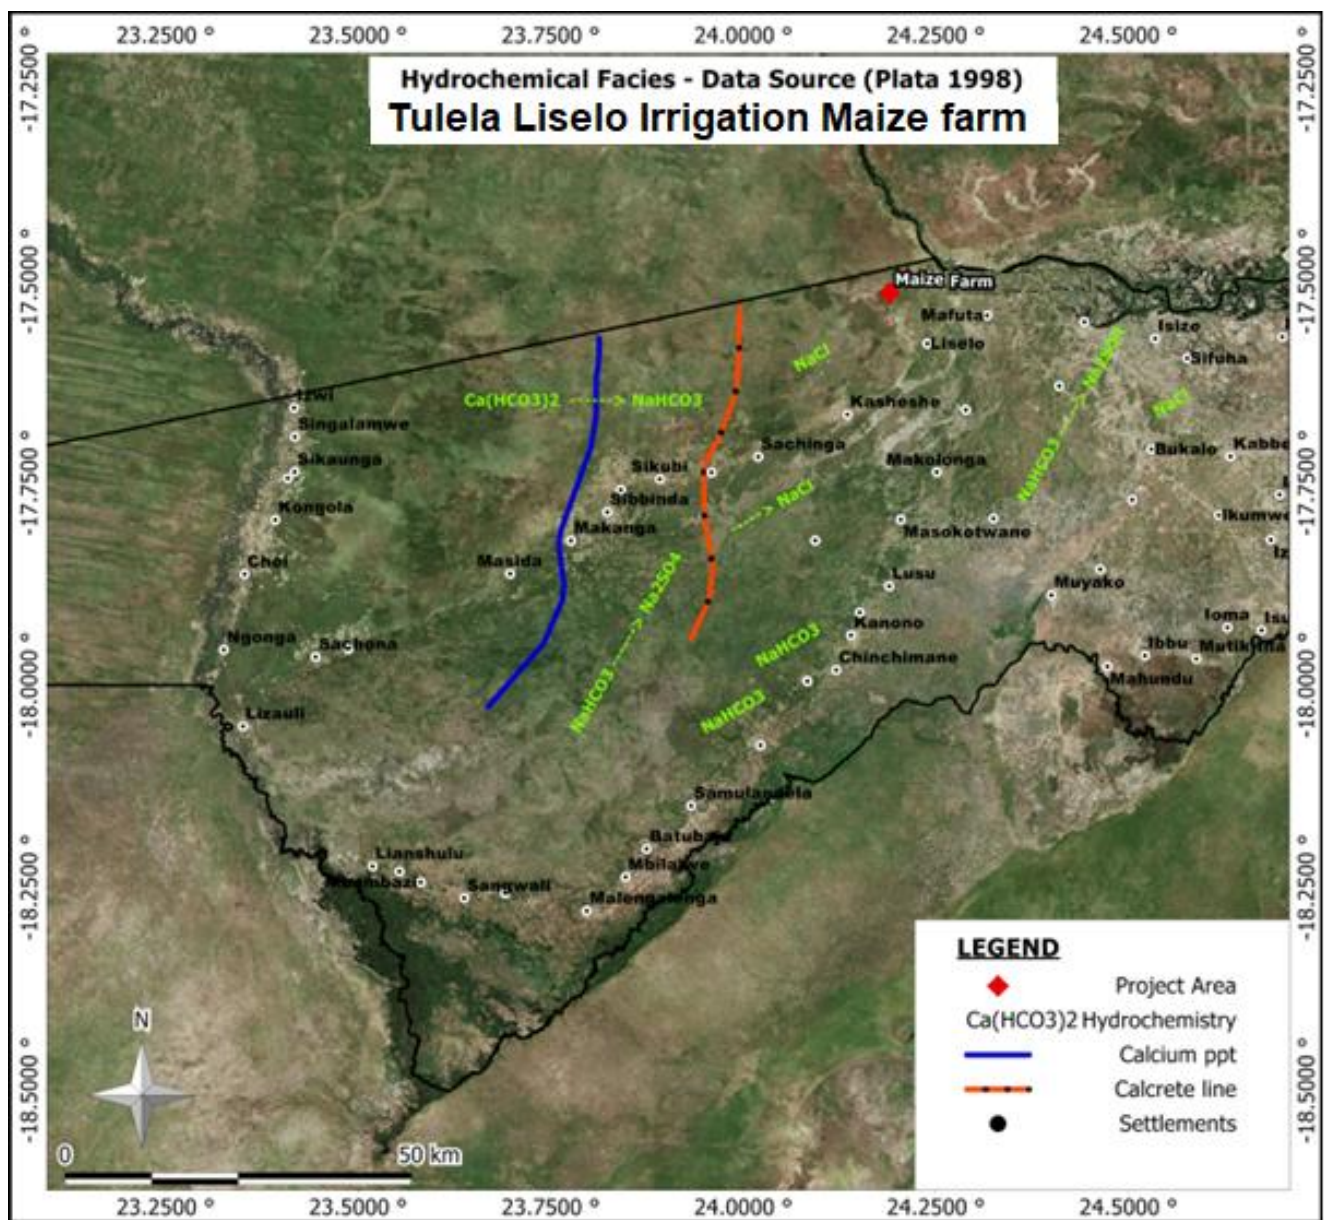 23.2500 ° 23.5000 ° 23.7500 ° 24.0000 ° 24.2500 ° 24.5000 °
-17.2500 ° -17.2500 °
Hydrochemical Facies - Data Source (Plata 1998)
Tulela Liselo Irrigation Maize farm
-17.5000 ° -17.5000 °
Maize Farm
Mafuta
Isize
Liselo
Sifuha
NaCl
Na2SO4
Izwi
Ca(HCO3)2 -----> NaHCO3
Kasheshe
NaCl
Singalamwe
Sachinga
Bukalo
Sikaunga
Sikubi
Makolonga
NaHCO3 ----->
-17.7500 ° -17.7500 °
Sibbinda
-----> NaCl
Kongola
Makanga
Masokotwane
Choi
Masida
Lusu
Muyako
NaHCO3 -----> Na2SO4
Kanono
Ioma
Ngonga
Sachona
NaHCO3
Ibbu
Chinchimane
Mahundu
-18.0000 ° -18.0000 °
Lizauli
NaHCO3
Lianshulu
Sangwali
Malengalenga
-18.2500 ° -18.2500 °
LEGEND
Project Area
Ca(HCO3)2 Hydrochemistry
N
Calcium ppt
Calcrete line
Settlements
-18.5000 ° -18.5000 °
0 50 km
23.2500 ° 23.5000 ° 23.7500 ° 24.0000 ° 24.2500 ° 24.5000 °